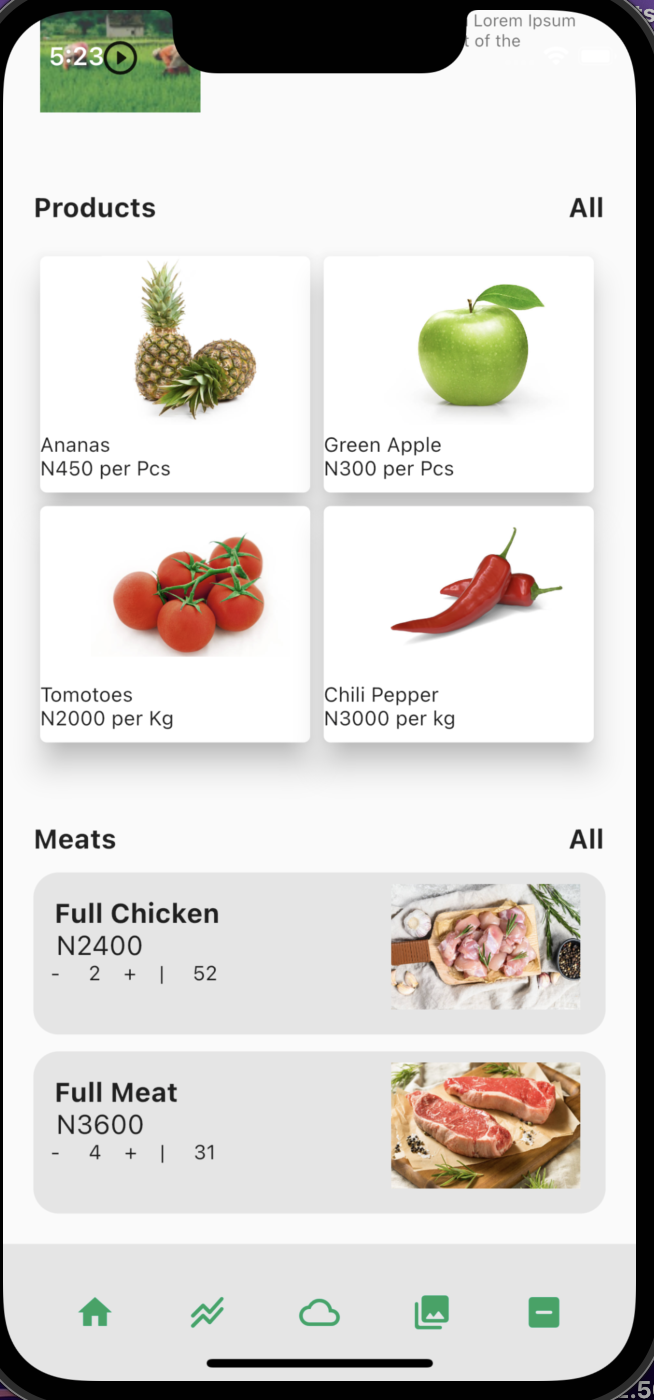 Lorem Ipsum
t of the
5:23
Products All
Ananas
N450 per Pcs
Green Apple
N300 per Pcs
Tomotoes
N2000 per Kg
Chili Pepper
N3000 per kg
Meats All
Full Chicken
N2400
- 2 + | 52
Full Meat
N3600
- 4 + | 31